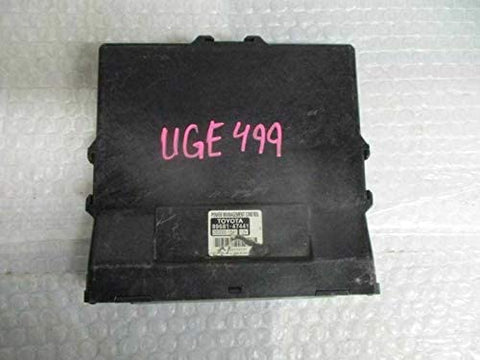 UGE 499
POWER MANAGEMENT CONTROL
TOYOTA
89681-47441